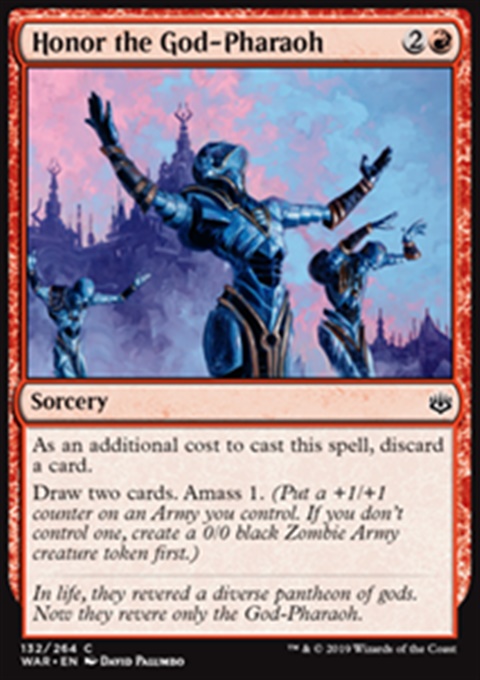 Honor the God-Pharaoh 2
Sorcery
As an additional cost to cast this spell, discard
a card.
Draw two cards. Amass 1. (Put a +1/+1
counter on an Army you control. If you don't
control one, create a 0/0 black Zombie Army
creature token first.)
In life, they revered a diverse pantheon of gods.
Now they revere only the God-Pharaoh.
132/264 C
WAR • EN David Palumbo
™ & © 2019 Wizards of the Coast